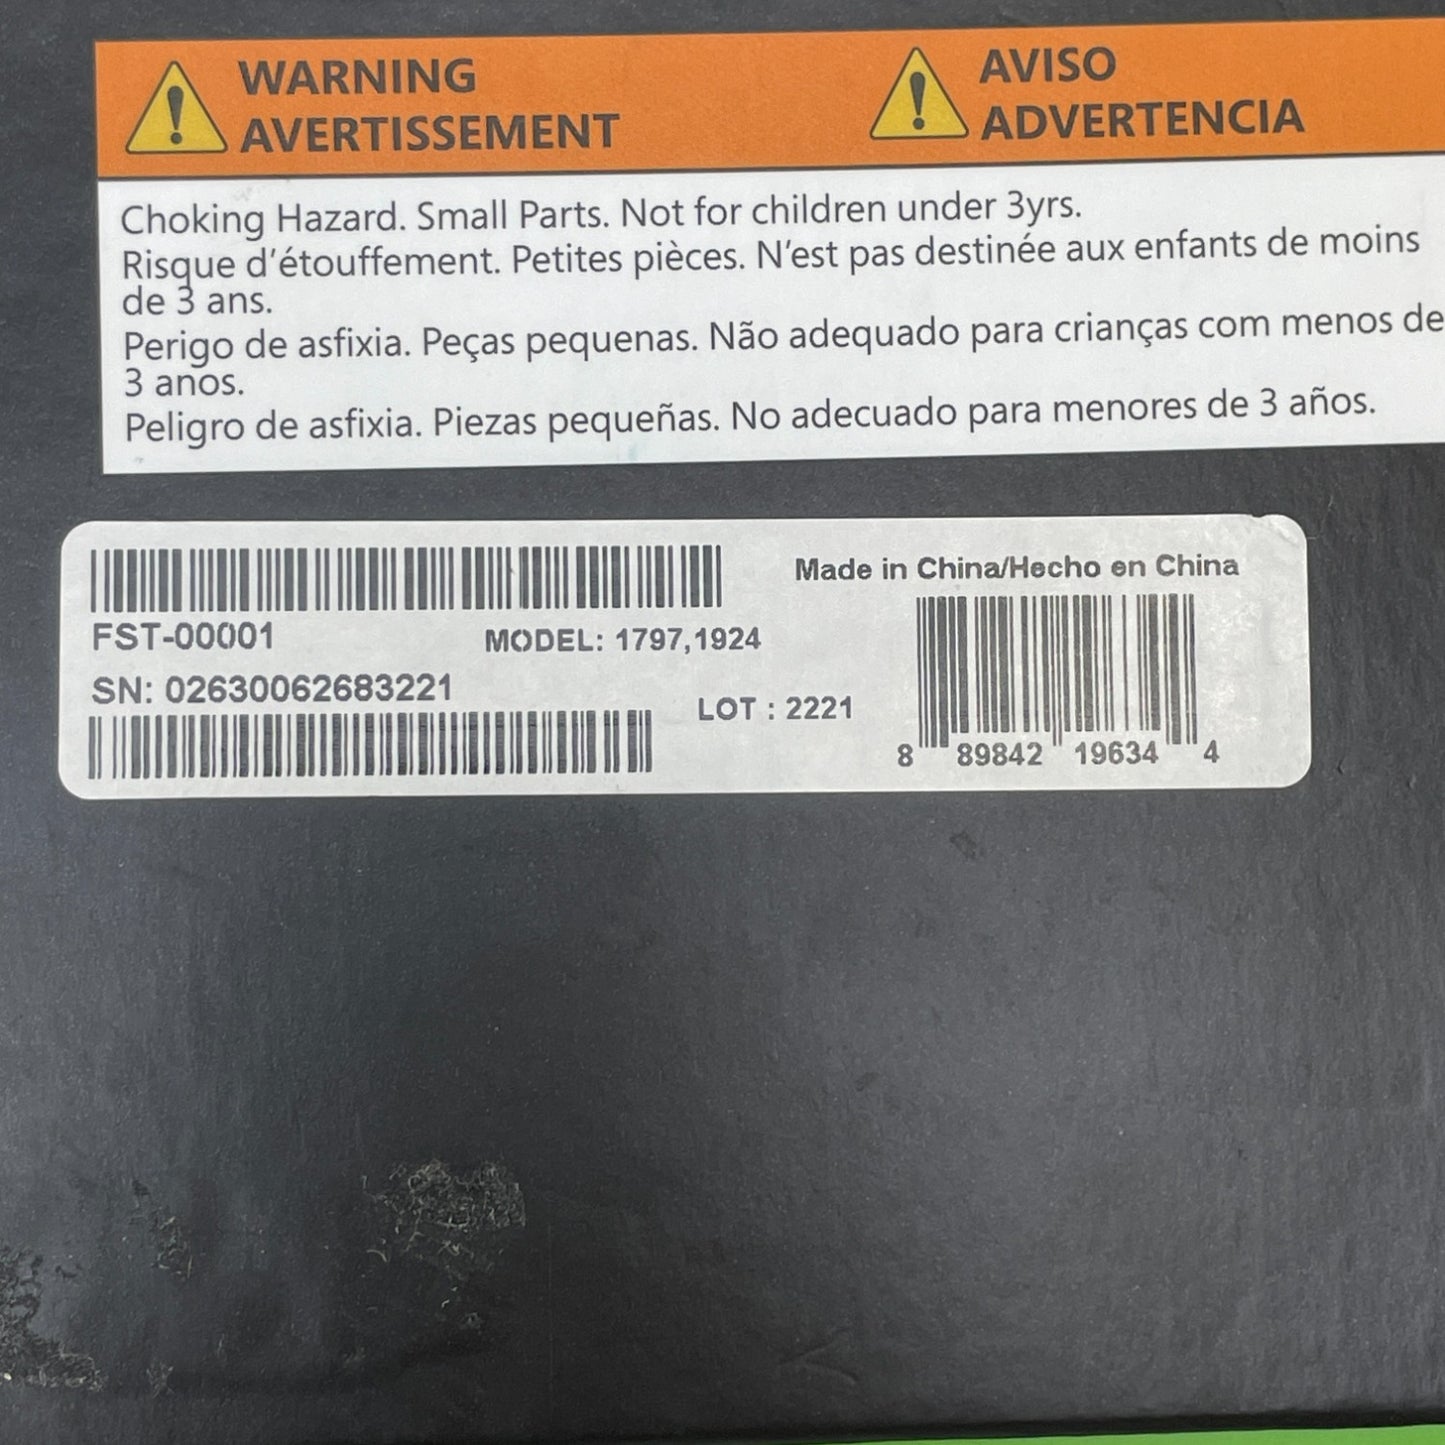 WARNING
AVERTISSEMENT
AVISO
ADVERTENCIA
Choking Hazard. Small Parts. Not for children under 3yrs.
Risque d'étouffement. Petites pièces. N'est pas destinée aux enfants de moins
de 3 ans.
Perigo de asfixia. Peças pequenas. Não adequado para crianças com menos de
3 anos.
Peligro de asfixia. Piezas pequeñas. No adecuado para menores de 3 años.
FST-00001
MODEL: 1797,1924
SN: 02630062683221
LOT : 2221
Made in China/Hecho en China
8 89842 19634 4